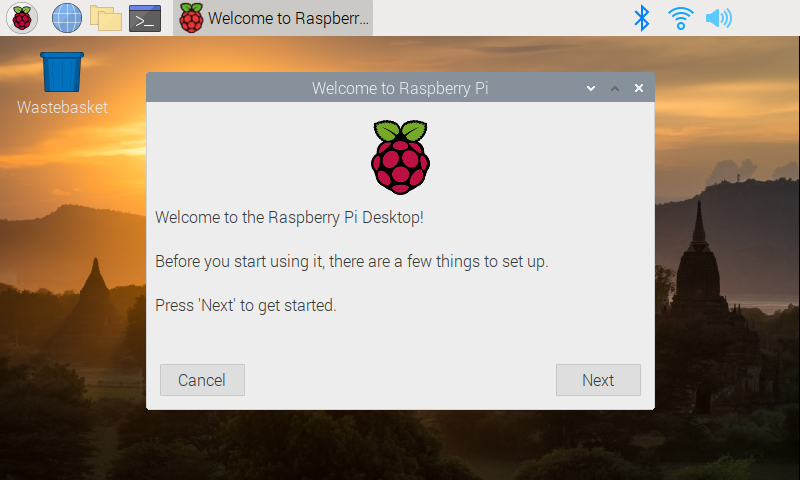 Welcome to Raspberr...
Wastebasket
Welcome to Raspberry Pi
Welcome to the Raspberry Pi Desktop!
Before you start using it, there are a few things to set up.
Press 'Next' to get started.
Cancel
Next